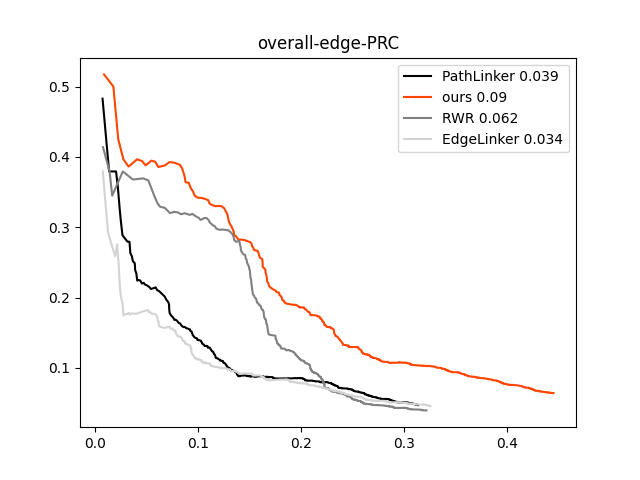 overall-edge-PRC
PathLinker 0.039
ours 0.09
RWR 0.062
EdgeLinker 0.034
0.5
0.4
0.3
0.2
0.1
0.0 0.1 0.2 0.3 0.4